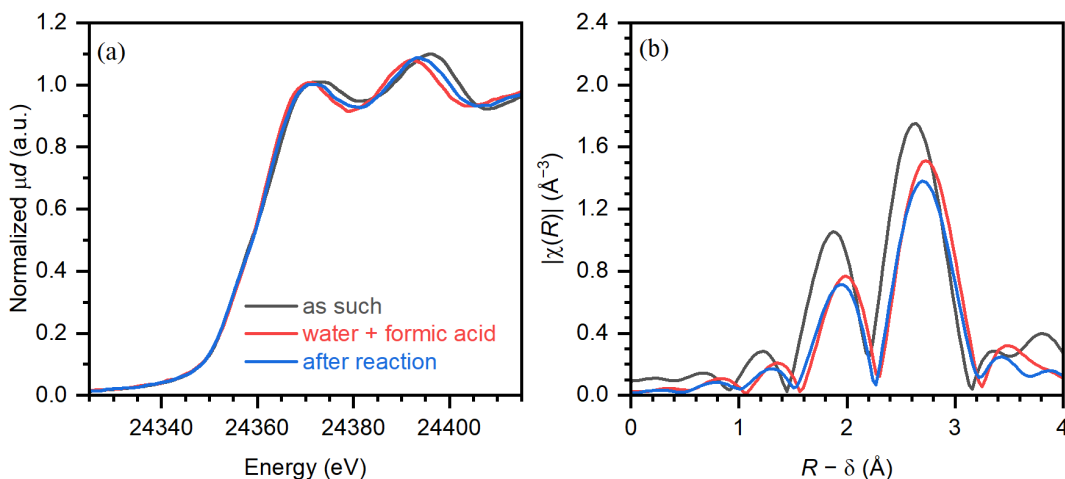 (a)
1.2
1.0
0.8
0.6
0.4
0.2
0.0
Normalized μd (a.u.)
as such
water + formic acid
after reaction
24340 24360 24380 24400
Energy (eV)
(b)
2.4
2.0
1.6
1.2
0.8
0.4
0.0
|χ(R)| (Å⁻³)
0 1 2 3 4
R − δ (Å)